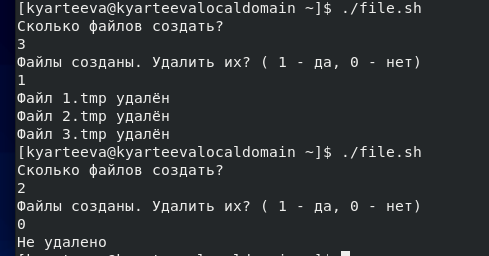 [kyarteeva@kyarteevalocaldomain ~]$ ./file.sh
Сколько файлов создать?
3
Файлы созданы. Удалить их? ( 1 - да, 0 - нет)
1
Файл 1.tmp удалён
Файл 2.tmp удалён
Файл 3.tmp удалён
[kyarteeva@kyarteevalocaldomain ~]$ ./file.sh
Сколько файлов создать?
2
Файлы созданы. Удалить их? ( 1 - да, 0 - нет)
0
Не удалено
[kyarteeva@kyarteevalocaldomain ~]$